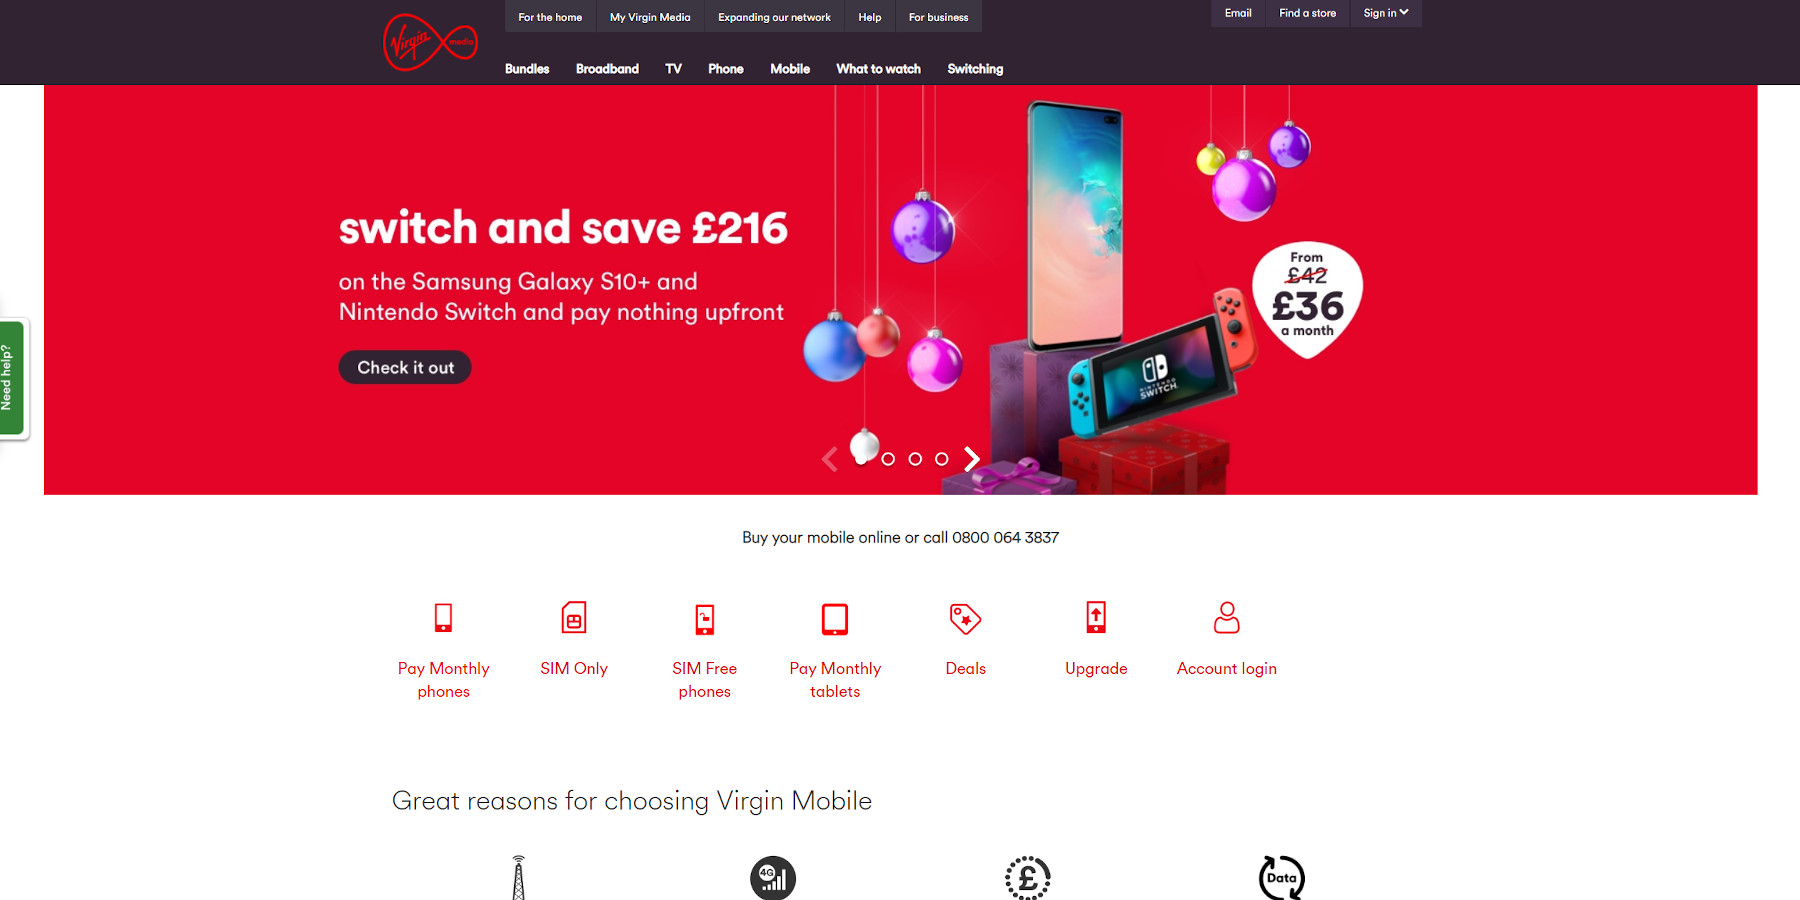 For the home
My Virgin Media
Expanding our network
Help
For business
Email
Find a store
Sign in
Virgin media
Bundles
Broadband
TV
Phone
Mobile
What to watch
Switching
switch and save £216
on the Samsung Galaxy S10+ and
Nintendo Switch and pay nothing upfront
Check it out
From
£42
£36
a month
NINTENDO
SWITCH
Need help?
Buy your mobile online or call 0800 064 3837
Pay Monthly
phones
SIM Only
SIM Free
phones
Pay Monthly
tablets
Deals
Upgrade
Account login
Great reasons for choosing Virgin Mobile
4G
£
Data